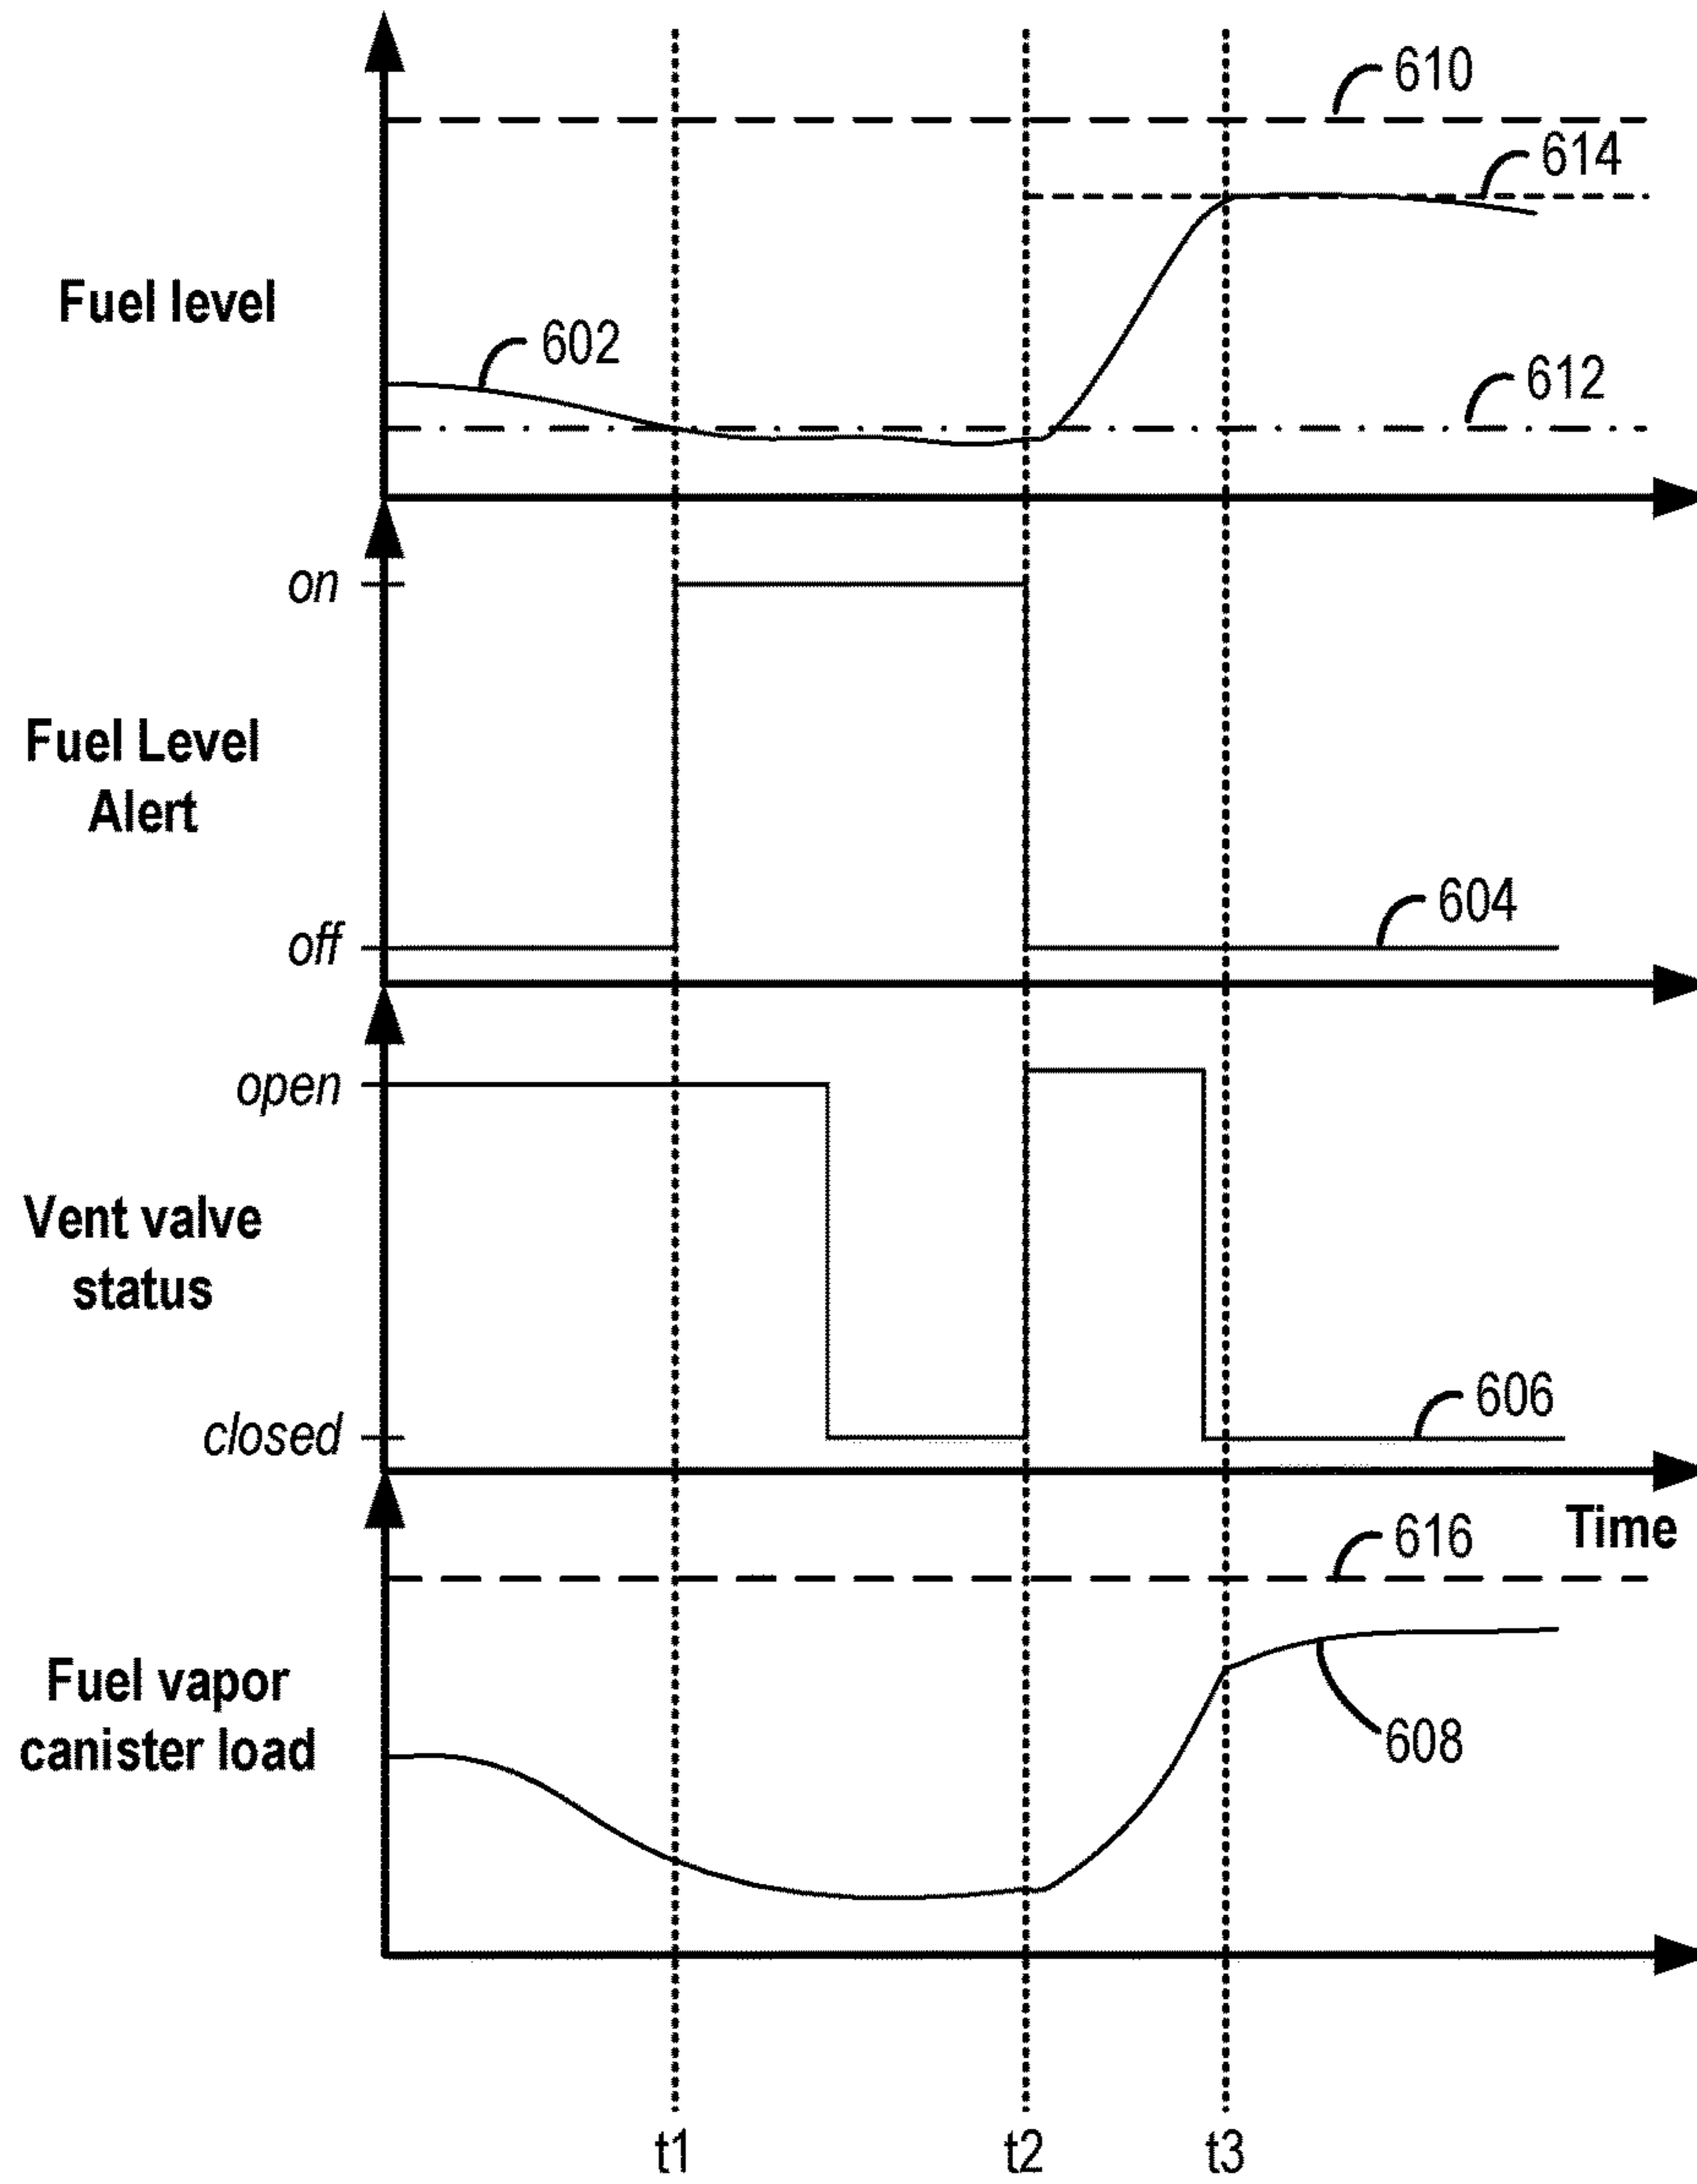 610
614
Fuel level
602
612
on
Fuel Level
Alert
604
off
open
Vent valve
status
606
closed
Time
616
Fuel vapor
canister load
608
t1
t2
t3